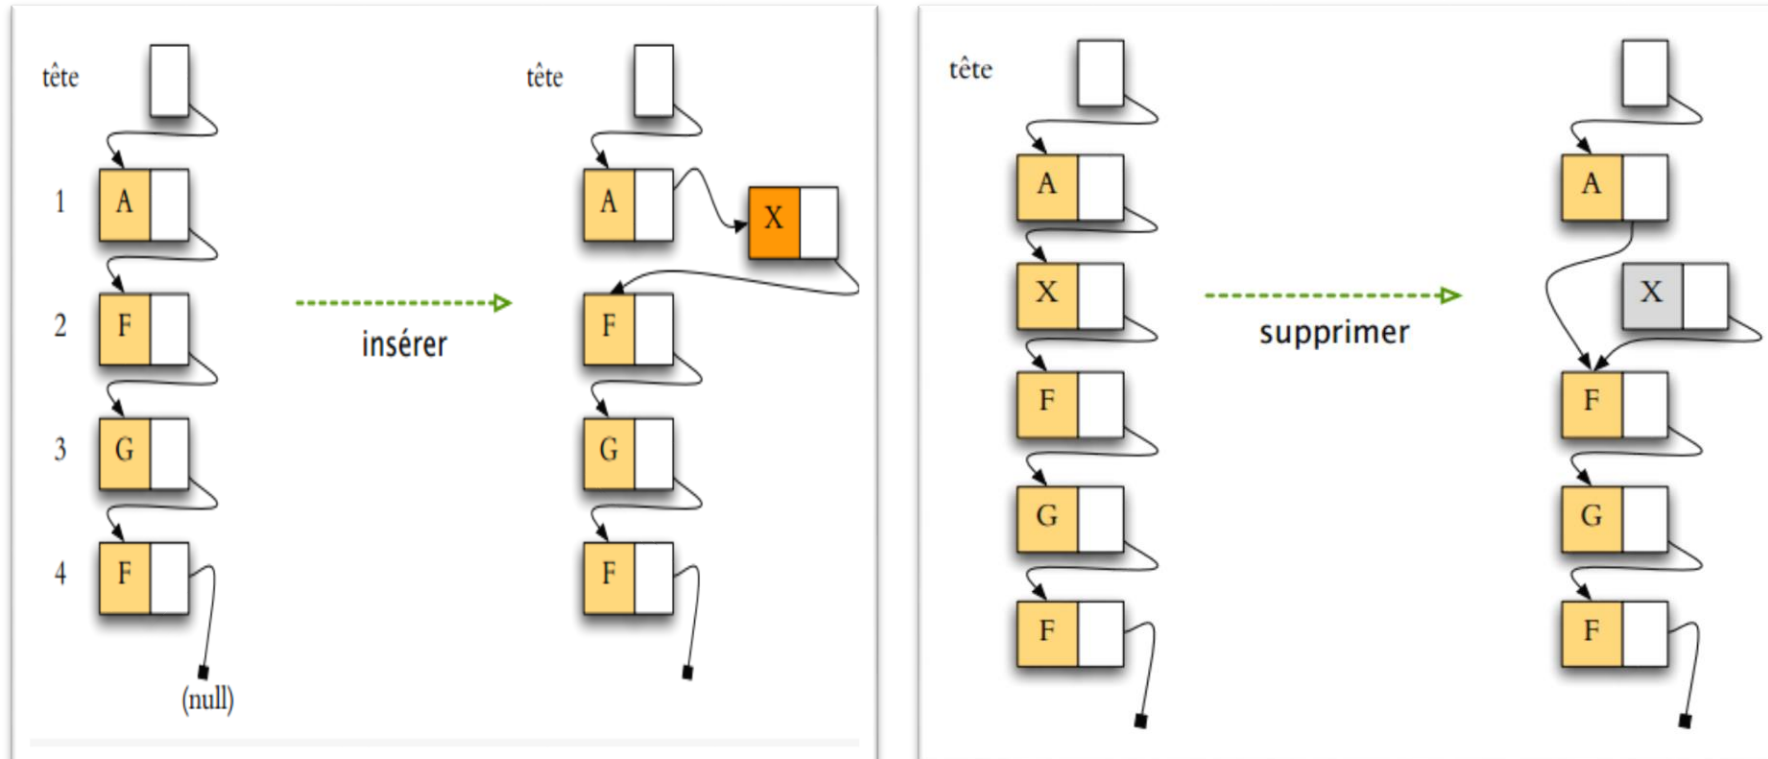 tête
1 A
2 F
3 G
4 F
(null)
insérer
tête
A
X
F
G
F
tête
A
X
F
G
F
supprimer
A
X
F
G
F